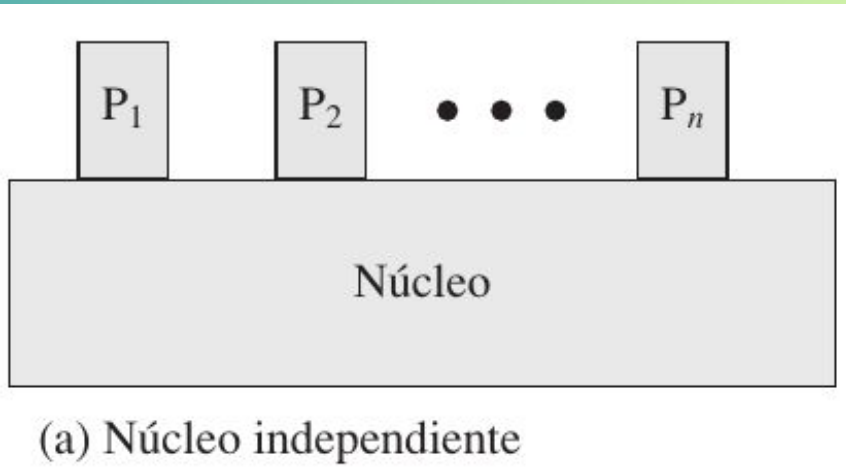 P₁ P₂ • • • Pₙ
Núcleo
(a) Núcleo independiente